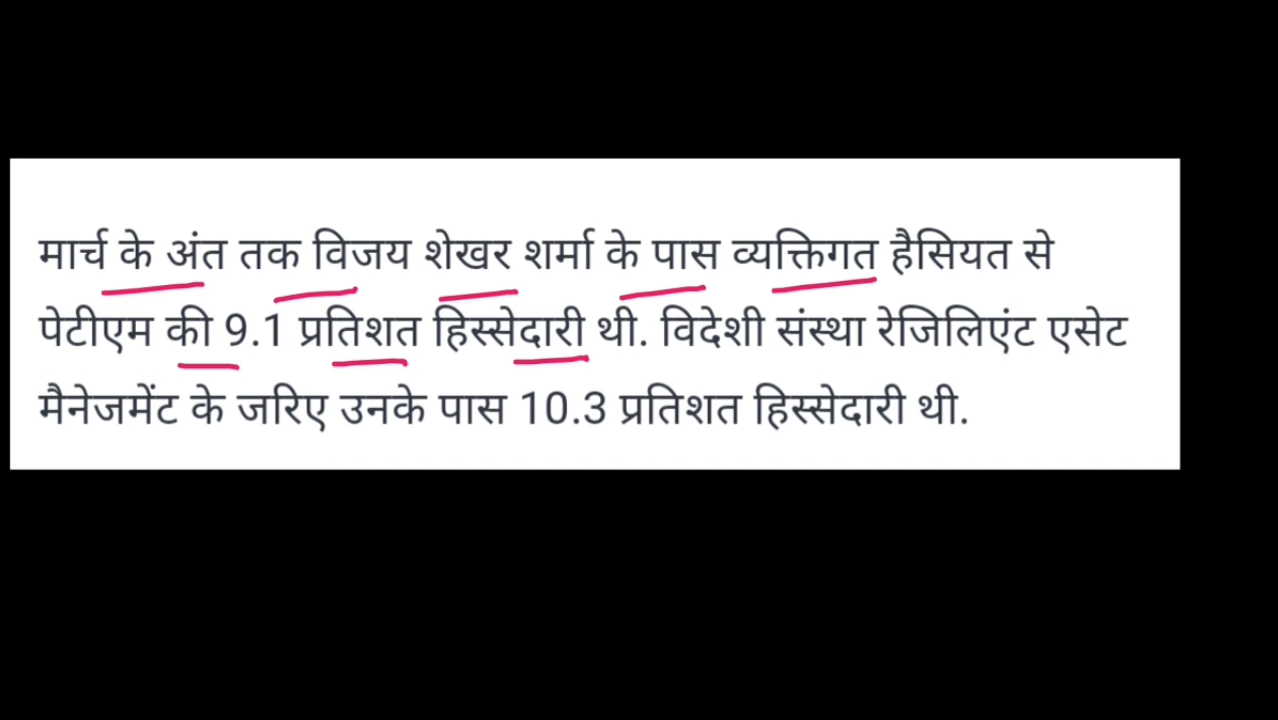 मार्च के अंत तक विजय शेखर शर्मा के पास व्यक्तिगत हैसियत से
पेटीएम की 9.1 प्रतिशत हिस्सेदारी थी. विदेशी संस्था रेजिलिएंट एसेट
मैनेजमेंट के जरिए उनके पास 10.3 प्रतिशत हिस्सेदारी थी.